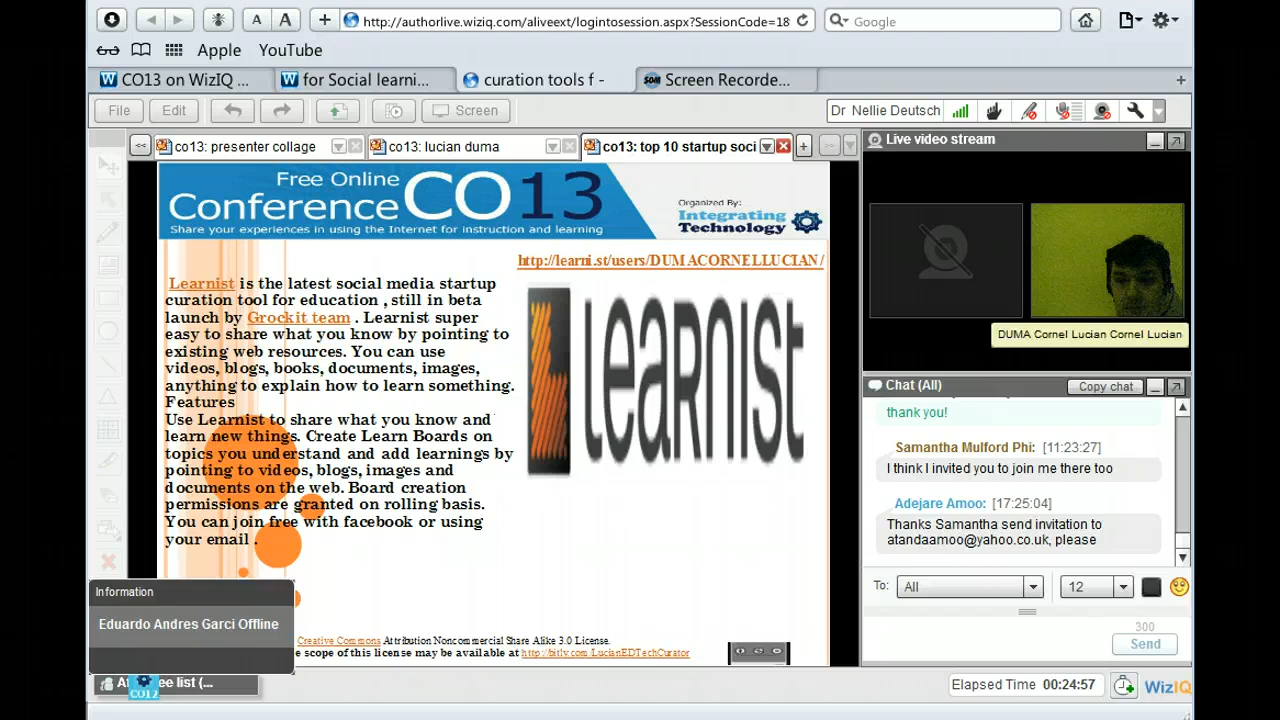 http://authorlive.wiziq.com/aliveext/logintosession.aspx?SessionCode=18
Google
A A
Apple YouTube
CO13 on WizIQ ...
for Social learni...
curation tools f -
Screen Recorde...
File Edit Screen
Dr Nellie Deutsch
co13: presenter collage
co13: lucian duma
co13: top 10 startup soci
Live video stream
Free Online
Conference CO13
Share your experiences in using the Internet for instruction and learning
Organized By:
Integrating
Technology
http://learni.st/users/DUMACORNELLUCIAN/
Learnist is the latest social media startup
curation tool for education , still in beta
launch by Grockit team . Learnist super
easy to share what you know by pointing to
existing web resources. You can use
videos, blogs, books, documents, images,
anything to explain how to learn something.
Features
Use Learnist to share what you know and
learn new things. Create Learn Boards on
topics you understand and add learnings by
pointing to videos, blogs, images and
documents on the web. Board creation
permissions are granted on rolling basis.
You can join free with facebook or using
your email .
LEARNIST
DUMA Cornel Lucian Cornel Lucian
Chat (All)
Copy chat
thank you!
Samantha Mulford Phi: [11:23:27]
I think I invited you to join me there too
Adejare Amoo: [17:25:04]
Thanks Samantha send invitation to
atandaamoo@yahoo.co.uk, please
To: All 12
300
Send
Information
Eduardo Andres Garci Offline
Creative Commons Attribution Noncommercial Share Alike 3.0 License.
e scope of this license may be available at http://bitly.com/LucianEDTechCurator
ee list (...
CO12
Elapsed Time 00:24:57
WizIQ